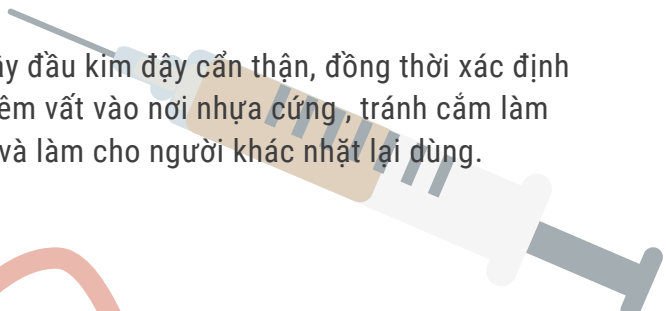 đầu kim đậy cẩn thận, đồng thời xác định
vất vào nơi nhựa cứng , tránh cắm làm
và làm cho người khác nhặt lại dùng.